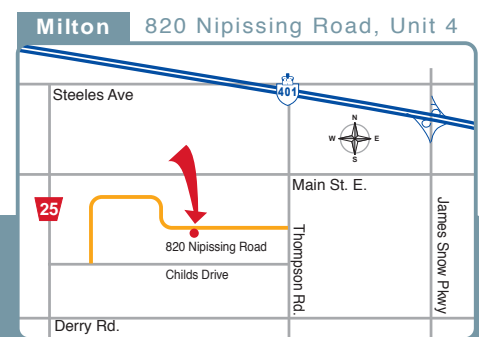 Milton 820 Nipissing Road, Unit 4
Steeles Ave
401
N
W E
S
Main St. E.
25
James Snow Pkwy
Thompson Rd.
820 Nipissing Road
Childs Drive
Derry Rd.